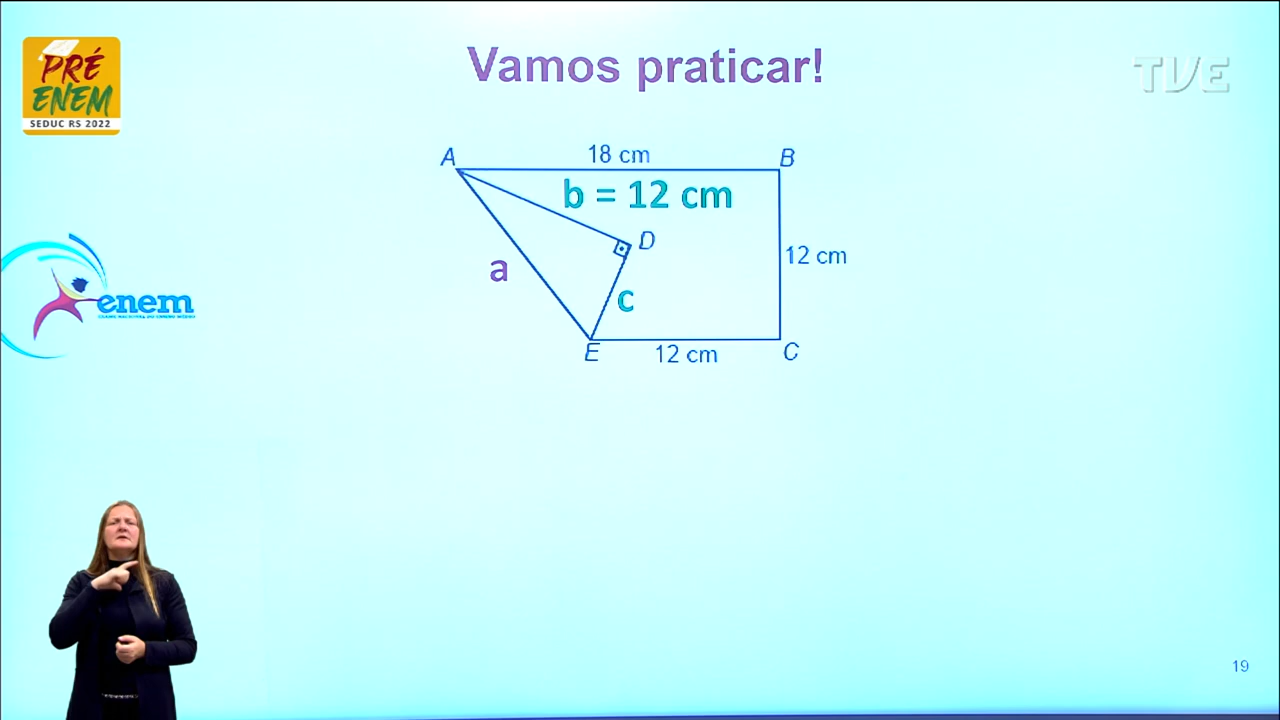 PRÉ
ENEM
SEDUC RS 2022
Vamos praticar!
TVE
A
18 cm
B
b = 12 cm
D
12 cm
a
c
E
12 cm
C
enem
19